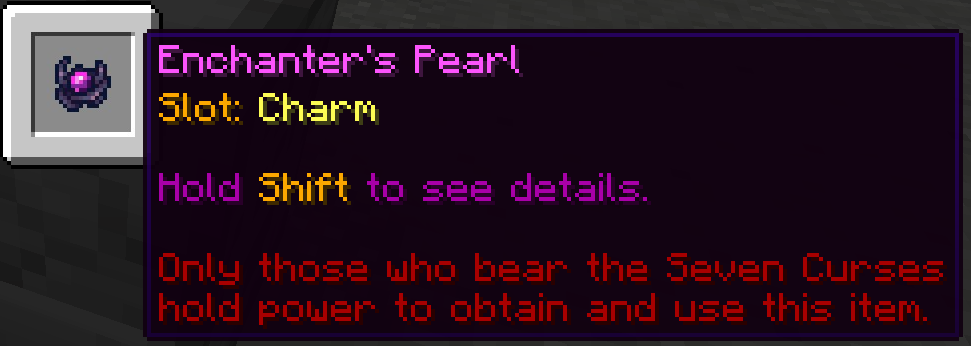 Enchanter's Pearl
Slot: Charm
Hold Shift to see details.
Only those who bear the Seven Curses
hold power to obtain and use this item.